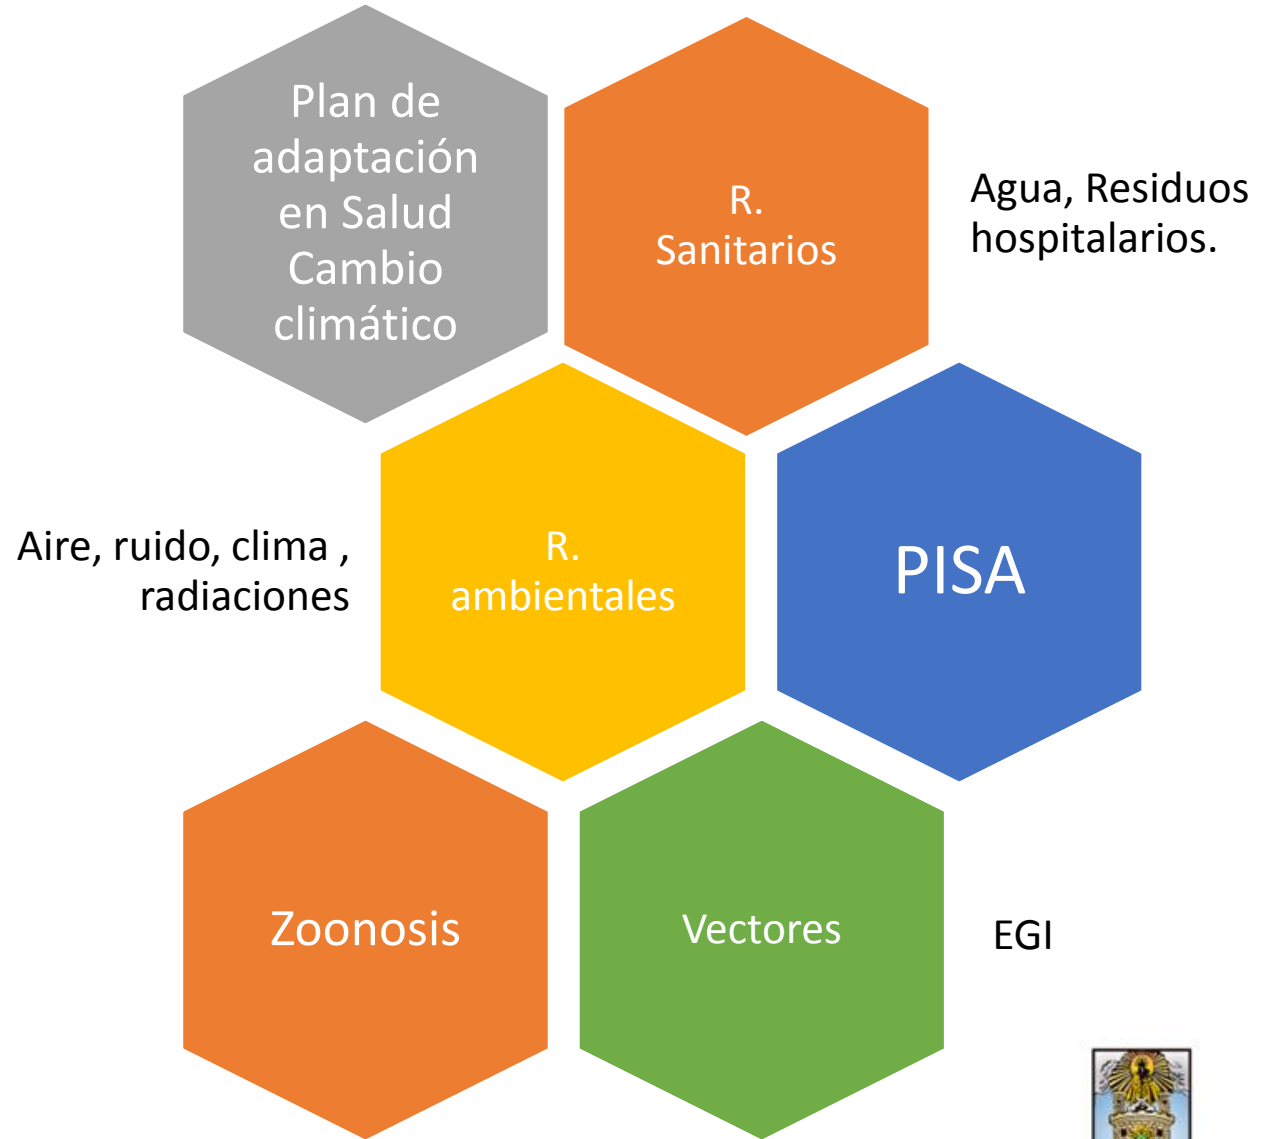 Plan de
adaptación
en Salud
Cambio
climático
R.
Sanitarios
Agua, Residuos
hospitalarios.
Aire, ruido, clima ,
radiaciones
R.
ambientales
PISA
Zoonosis
Vectores
EGI